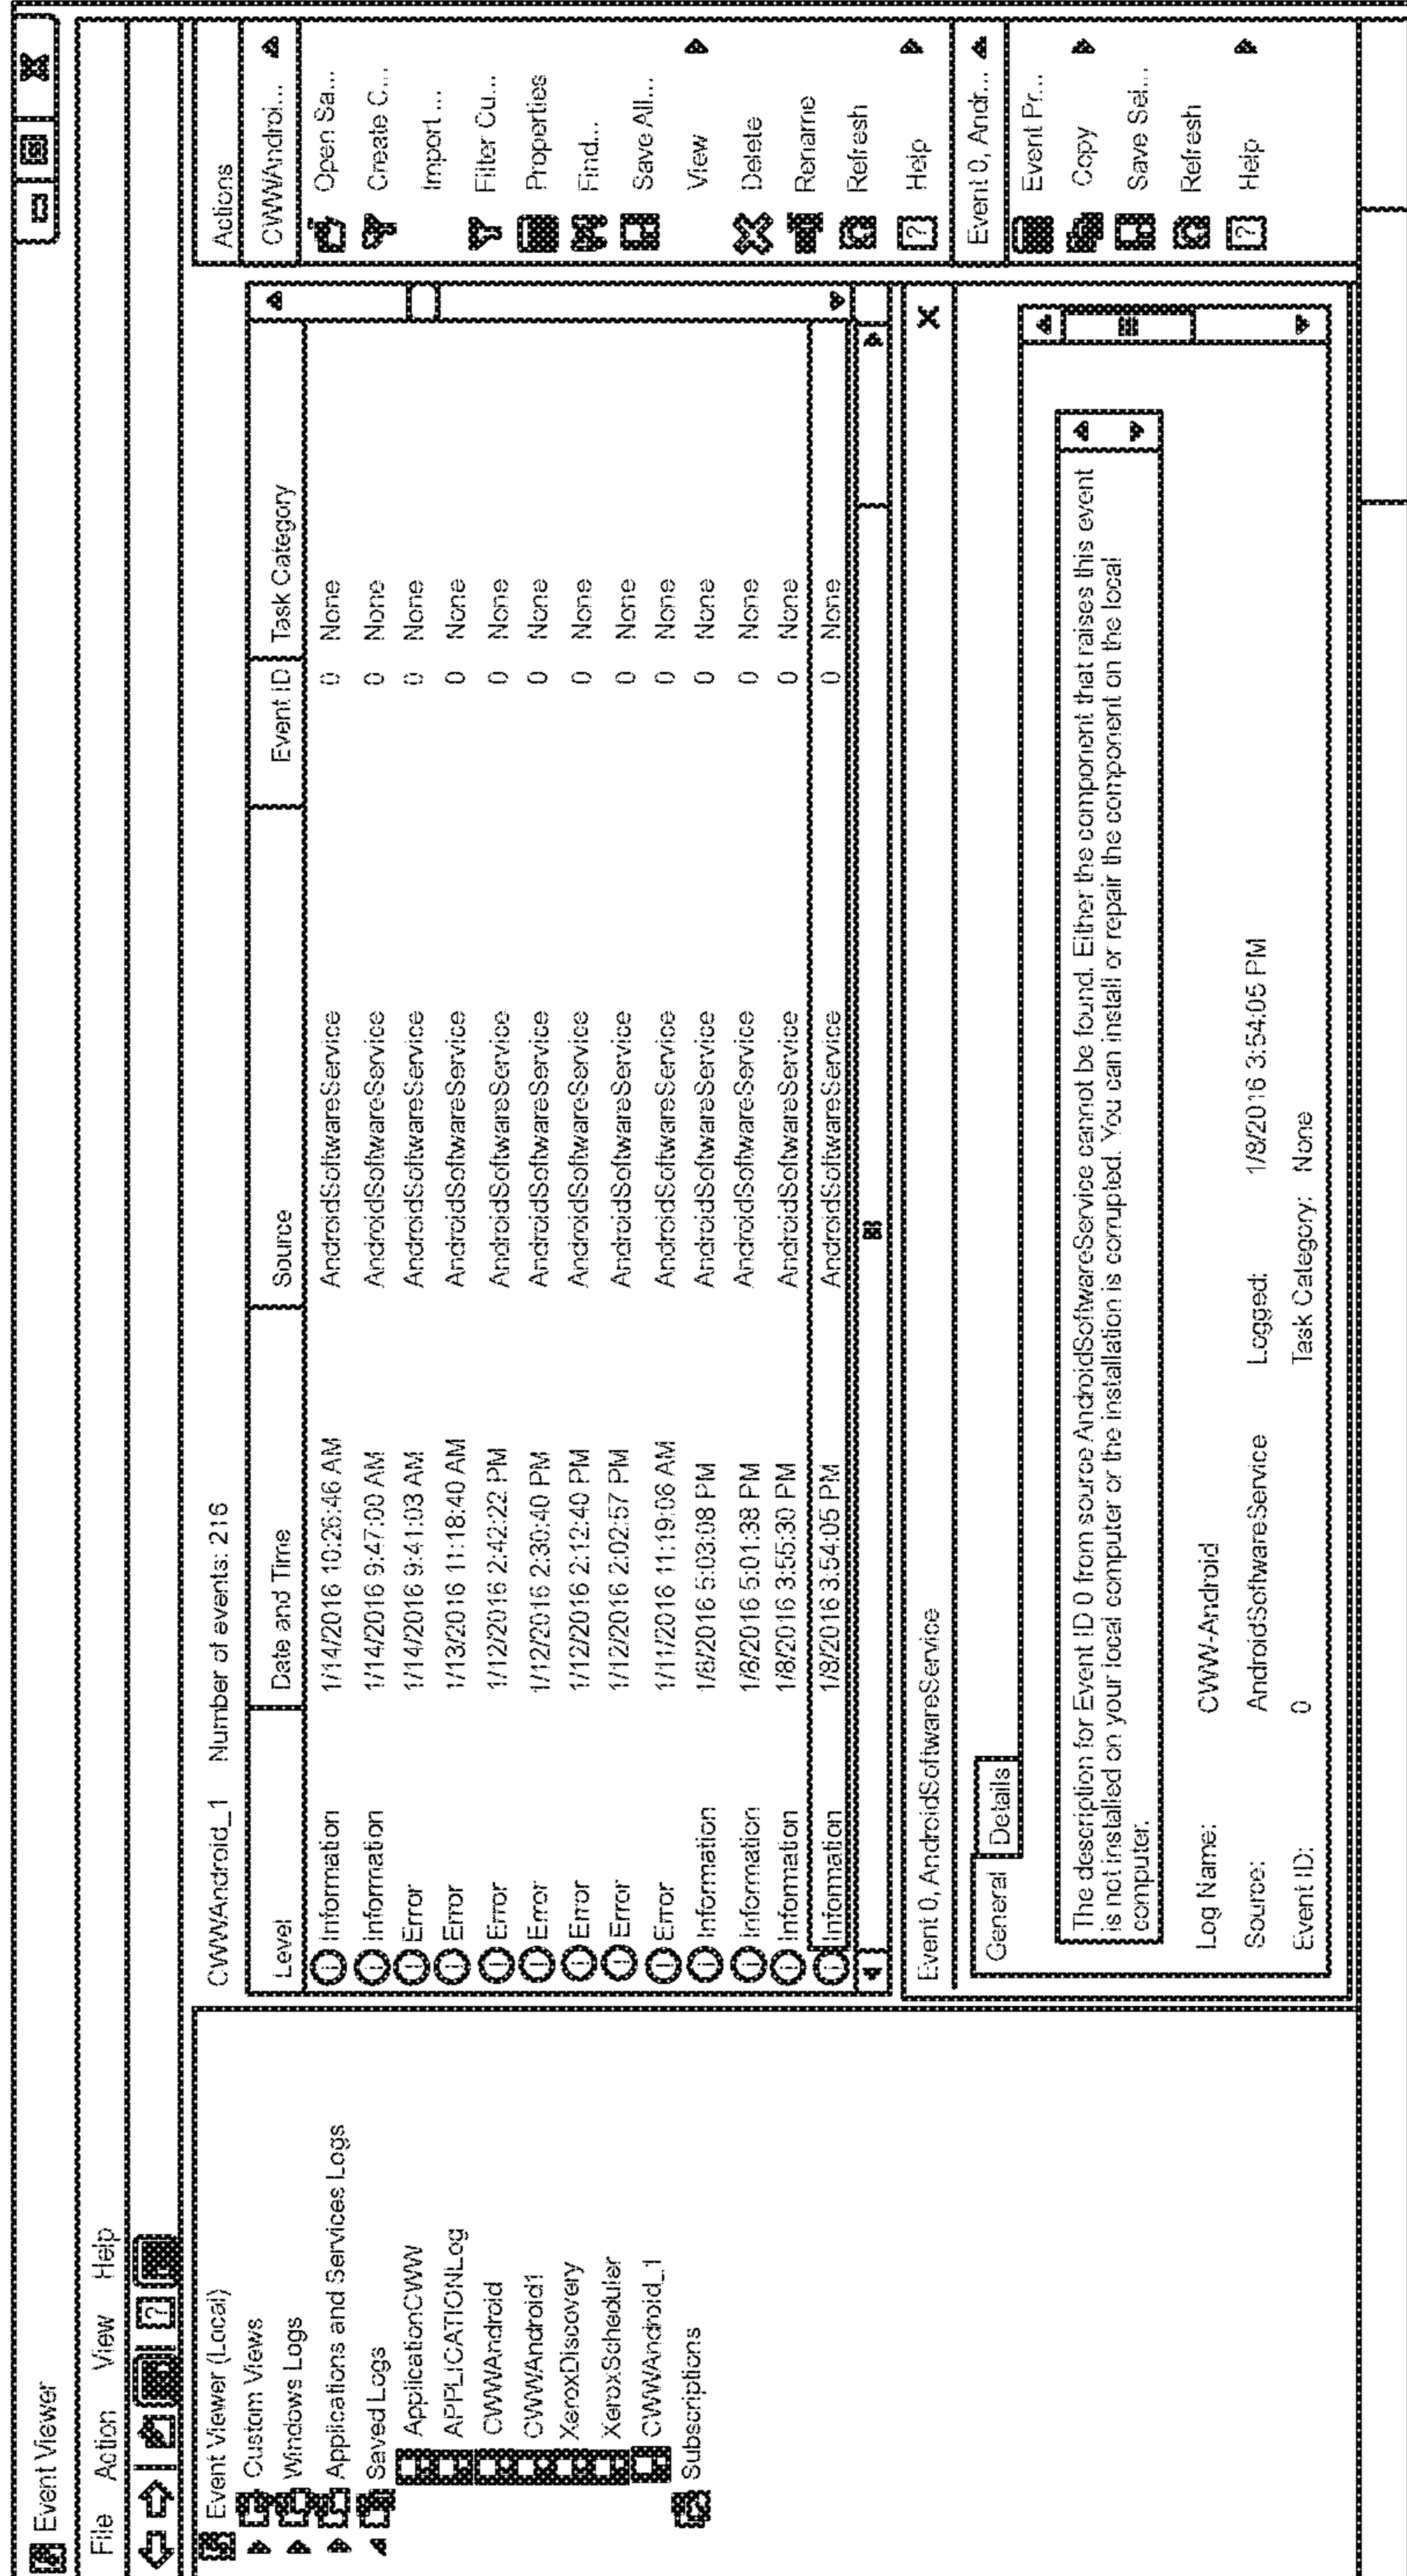 Event Viewer
File Action View Help
Event Viewer (Local)
Custom Views
Windows Logs
Applications and Services Logs
Saved Logs
ApplicationCWW
APPLICATIONLog
CWWAndroid
CWWAndroid1
XeroxDiscovery
XeroxScheduler
CWWAndroid_1
Subscriptions
CWWAndroid_1 Number of events: 216
Level Date and Time Source Event ID Task Category
Information 1/14/2016 10:26:46 AM AndroidSoftwareService 0 None
Information 1/14/2016 9:47:00 AM AndroidSoftwareService 0 None
Error 1/14/2016 9:41:03 AM AndroidSoftwareService 0 None
Error 1/13/2016 11:18:40 AM AndroidSoftwareService 0 None
Error 1/12/2016 2:42:22 PM AndroidSoftwareService 0 None
Error 1/12/2016 2:30:40 PM AndroidSoftwareService 0 None
Error 1/12/2016 2:12:40 PM AndroidSoftwareService 0 None
Error 1/12/2016 2:02:57 PM AndroidSoftwareService 0 None
Error 1/11/2016 11:19:06 AM AndroidSoftwareService 0 None
Information 1/8/2016 5:03:08 PM AndroidSoftwareService 0 None
Information 1/8/2016 5:01:38 PM AndroidSoftwareService 0 None
Information 1/8/2016 3:55:30 PM AndroidSoftwareService 0 None
Information 1/8/2016 3:54:05 PM AndroidSoftwareService 0 None
Event 0, AndroidSoftwareService
General Details
The description for Event ID 0 from source AndroidSoftwareService cannot be found. Either the component that raises this event
is not installed on your local computer or the installation is corrupted. You can install or repair the component on the local
computer.
Log Name: CWW-Android
Source: AndroidSoftwareService Logged: 1/8/2016 3:54:05 PM
Event ID: 0 Task Category: None
Actions
CWWAndroi...
Open Sa...
Create C...
Import ...
Filter Cu...
Properties
Find...
Save All...
View
Delete
Rename
Refresh
Help
Event 0, Andr...
Event Pr...
Copy
Save Sel...
Refresh
Help